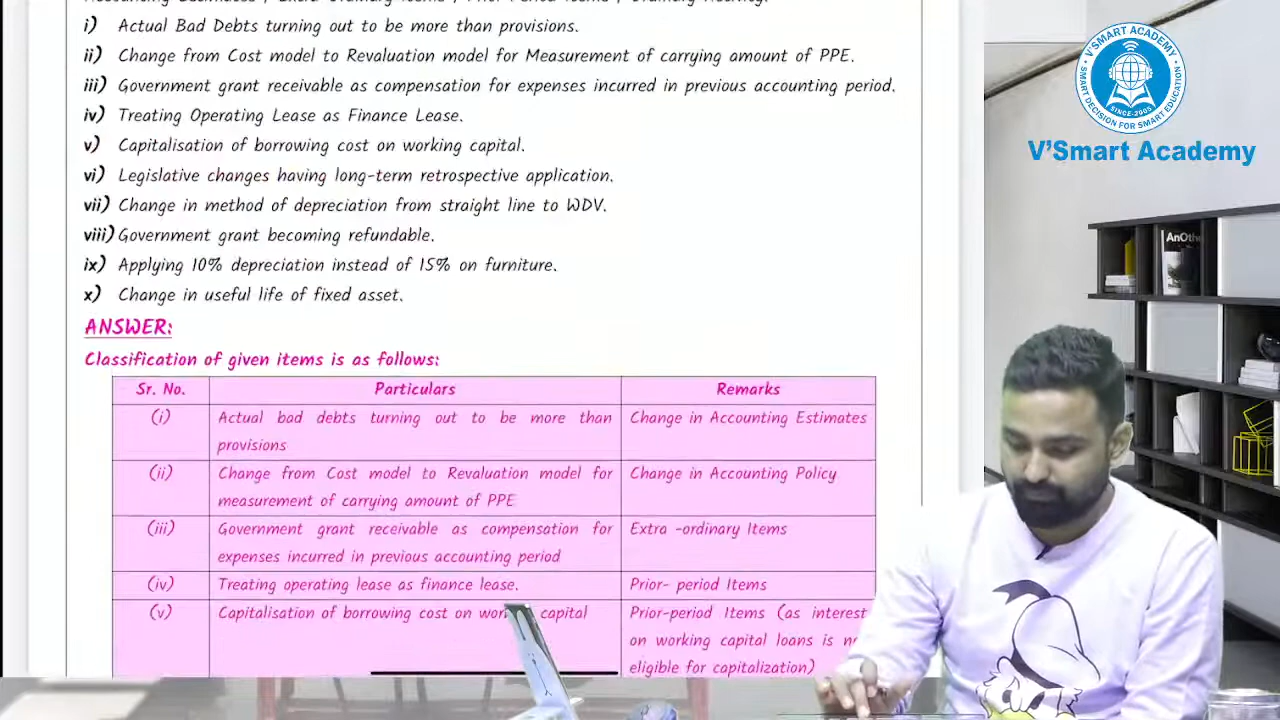 i) Actual Bad Debts turning out to be more than provisions.
ii) Change from Cost model to Revaluation model for Measurement of carrying amount of PPE.
iii) Government grant receivable as compensation for expenses incurred in previous accounting period.
iv) Treating Operating Lease as Finance Lease.
v) Capitalisation of borrowing cost on working capital.
vi) Legislative changes having long-term retrospective application.
vii) Change in method of depreciation from straight line to WDV.
viii) Government grant becoming refundable.
ix) Applying 10% depreciation instead of 15% on furniture.
x) Change in useful life of fixed asset.
ANSWER:
Classification of given items is as follows:
Sr. No. Particulars Remarks
(i) Actual bad debts turning out to be more than Change in Accounting Estimates
provisions
(ii) Change from Cost model to Revaluation model for Change in Accounting Policy
measurement of carrying amount of PPE
(iii) Government grant receivable as compensation for Extra -ordinary Items
expenses incurred in previous accounting period
(iv) Treating operating lease as finance lease. Prior- period Items
(v) Capitalisation of borrowing cost on capital Prior-period Items (as interest
on working capital loans is
eligible for capitalization)
V'SMART ACADEMY
SMART DECISION FOR SMART EDUCATION
SINCE-2005
V'Smart Academy